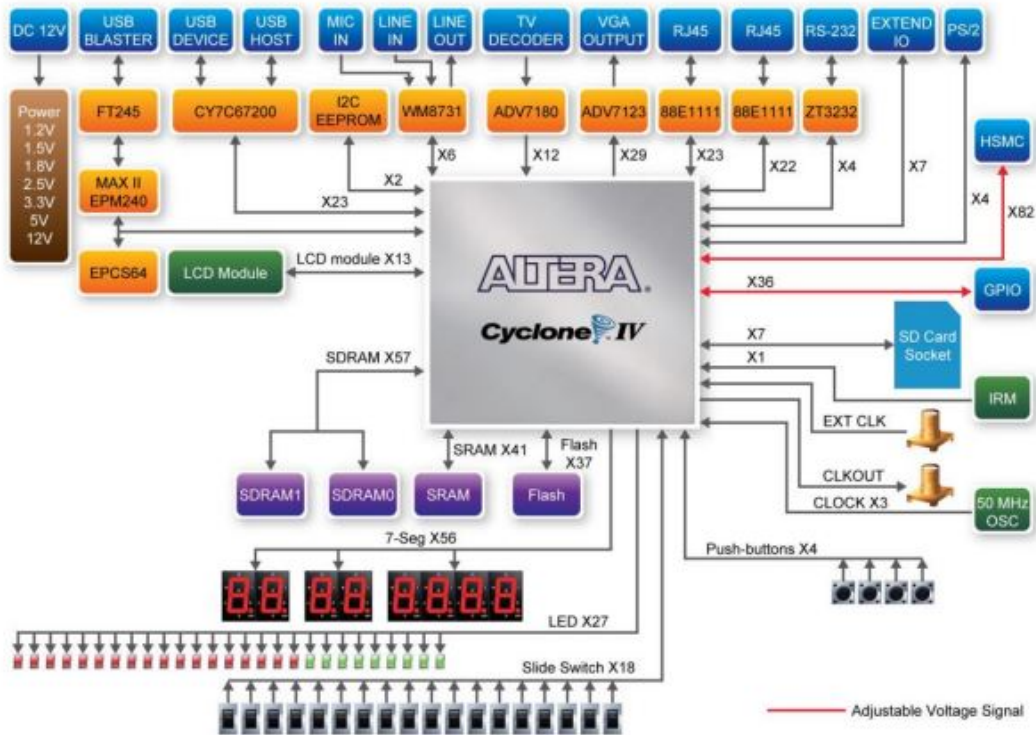 DC 12V
USB
BLASTER
USB
DEVICE
USB
HOST
MIC
IN
LINE
IN
LINE
OUT
TV
DECODER
VGA
OUTPUT
RJ45
RJ45
RS-232
EXTEND
IO
PS/2
Power
1.2V
1.5V
1.8V
2.5V
3.3V
5V
12V
FT245
CY7C67200
I2C
EEPROM
WM8731
ADV7180
ADV7123
88E1111
88E1111
ZT3232
HSMC
X6
X12
X29
X23
X22
X4
X7
X4
X82
X2
X23
MAX II
EPM240
EPCS64
LCD Module
LCD module X13
ALTERA.
Cyclone IV
X36
GPIO
X7
SD Card
Socket
X1
IRM
SDRAM X57
EXT CLK
CLKOUT
CLOCK X3
50 MHz
OSC
SRAM X41
Flash
X37
SDRAM1
SDRAM0
SRAM
Flash
7-Seg X56
Push-buttons X4
88
88
8888
LED X27
Slide Switch X18
Adjustable Voltage Signal